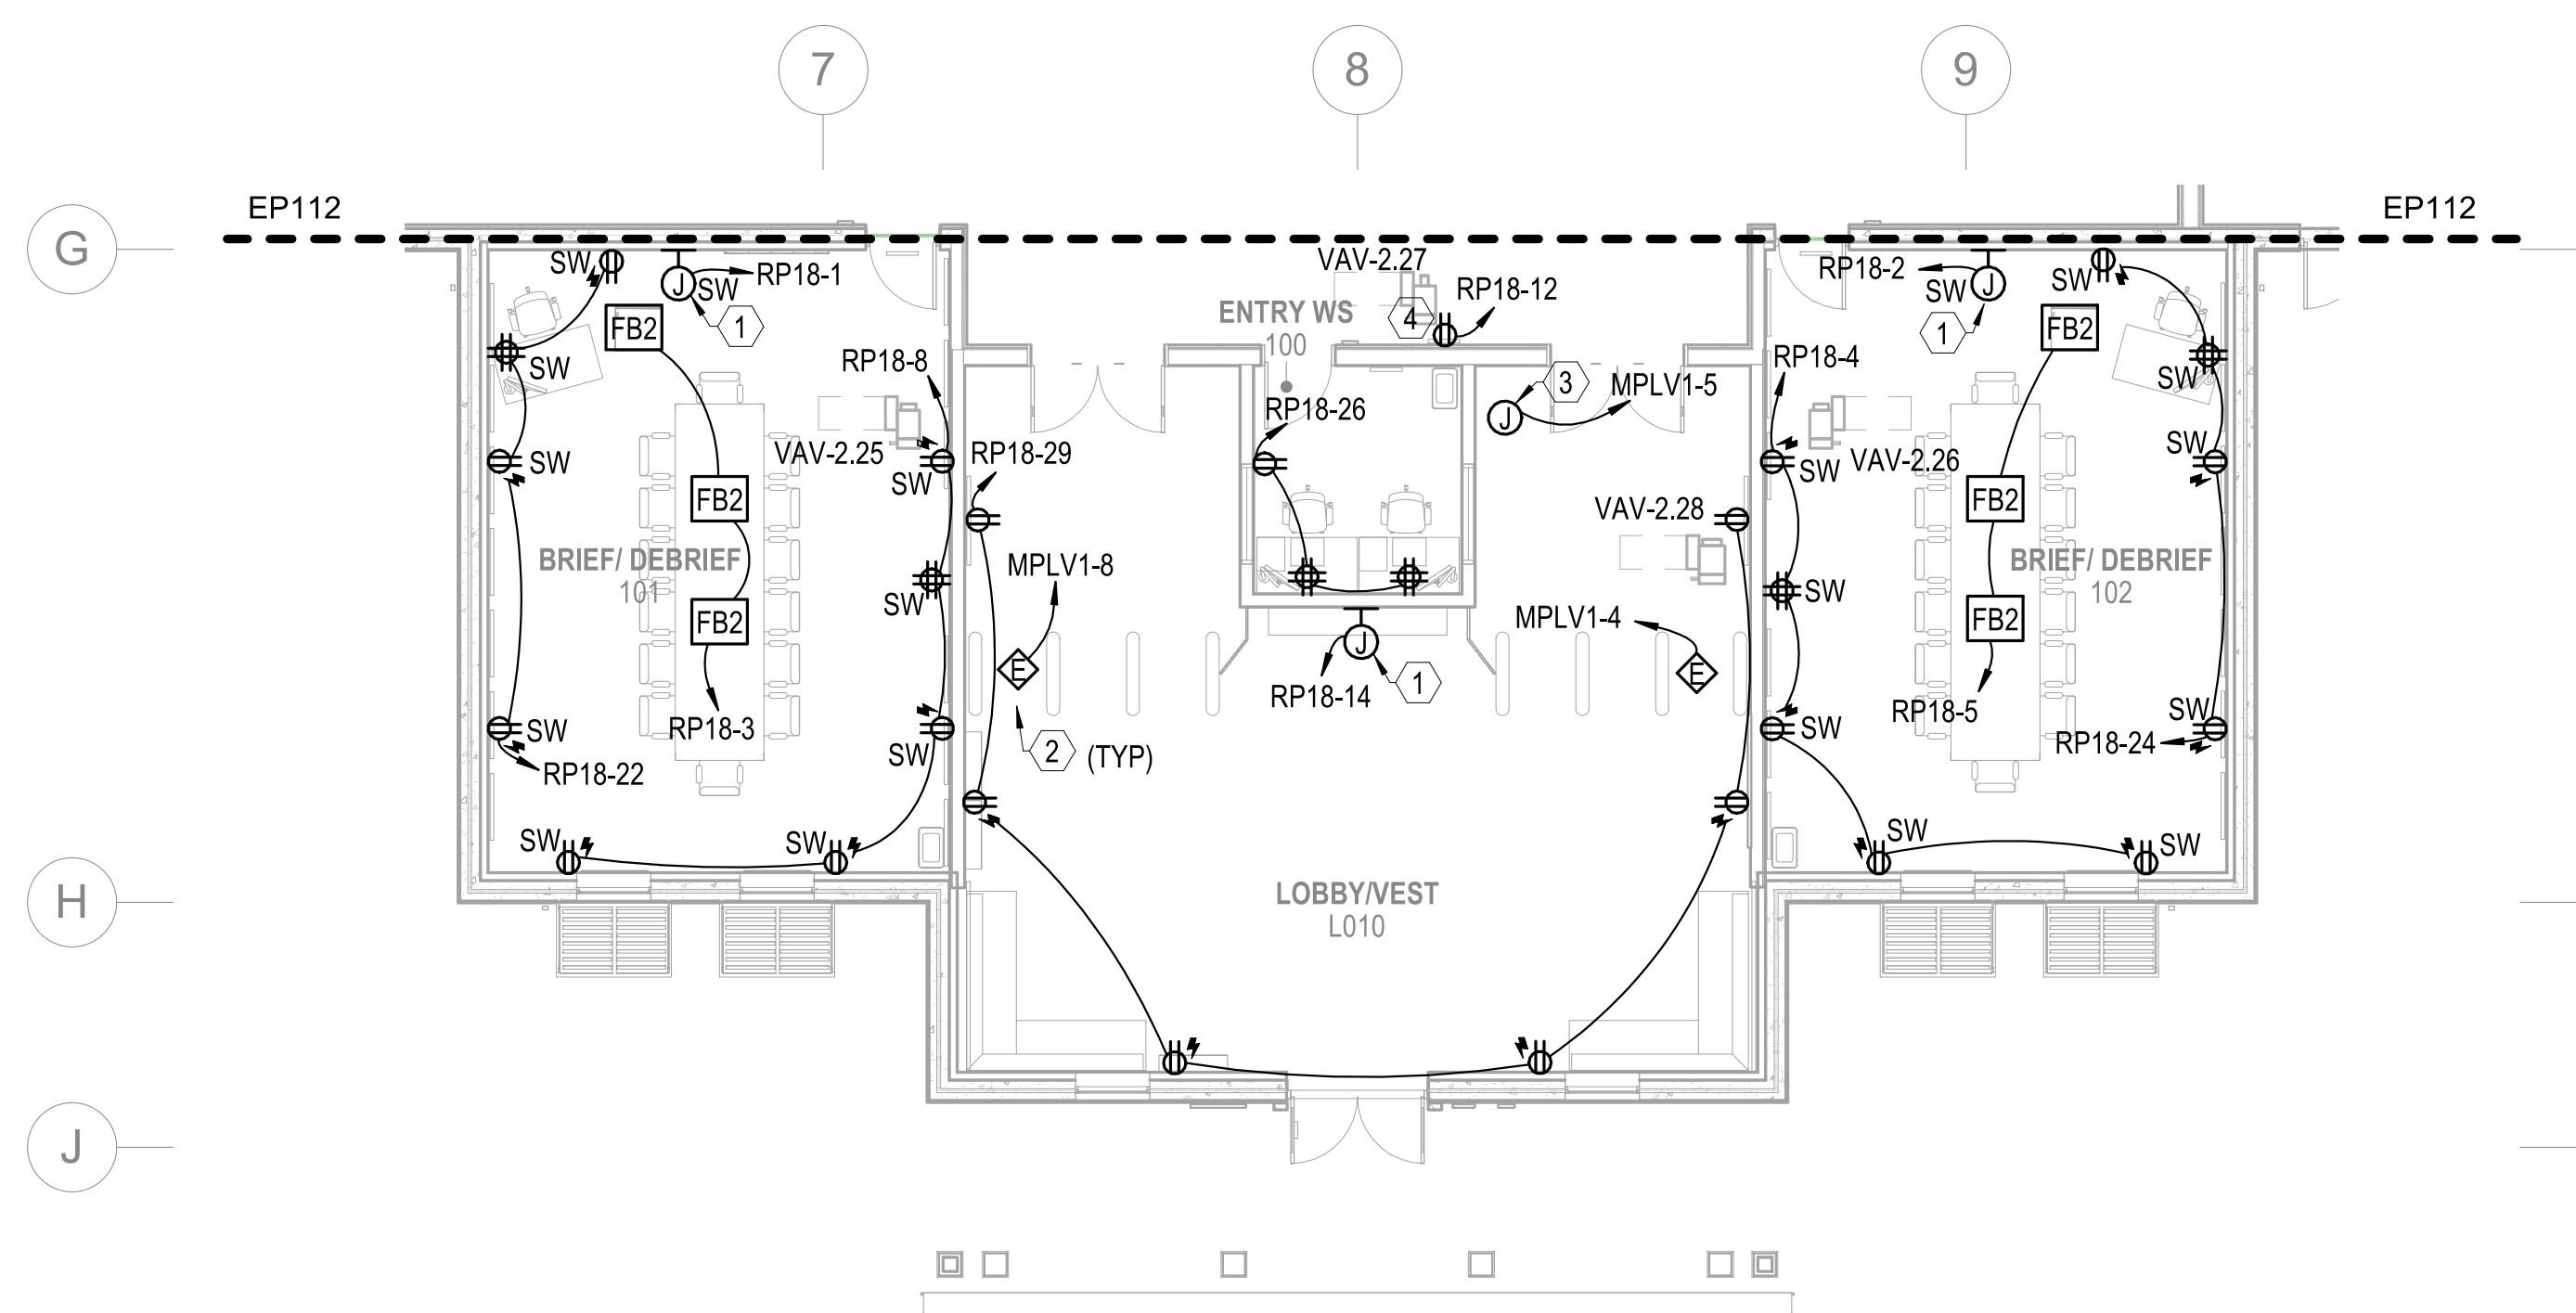 7
8
9
EP112
EP112
G
SW
SW
RP18-1
1
FB2
SW
VAV-2.27
RP18-12
4
ENTRY WS
100
RP18-2
SW
J
1
SW
FB2
SW
J
RP18-8
RP18-26
3
MPLV1-5
J
RP18-4
SW
VAV-2.25
SW
RP18-29
SW
VAV-2.26
SW
FB2
VAV-2.28
FB2
BRIEF/ DEBRIEF
101
MPLV1-8
BRIEF/ DEBRIEF
102
SW
SW
FB2
MPLV1-4
FB2
E
J
E
RP18-14
1
RP18-3
RP18-5
SW
SW
SW
SW
RP18-24
2
(TYP)
RP18-22
SW
SW
SW
SW
H
LOBBY/VEST
L010
J